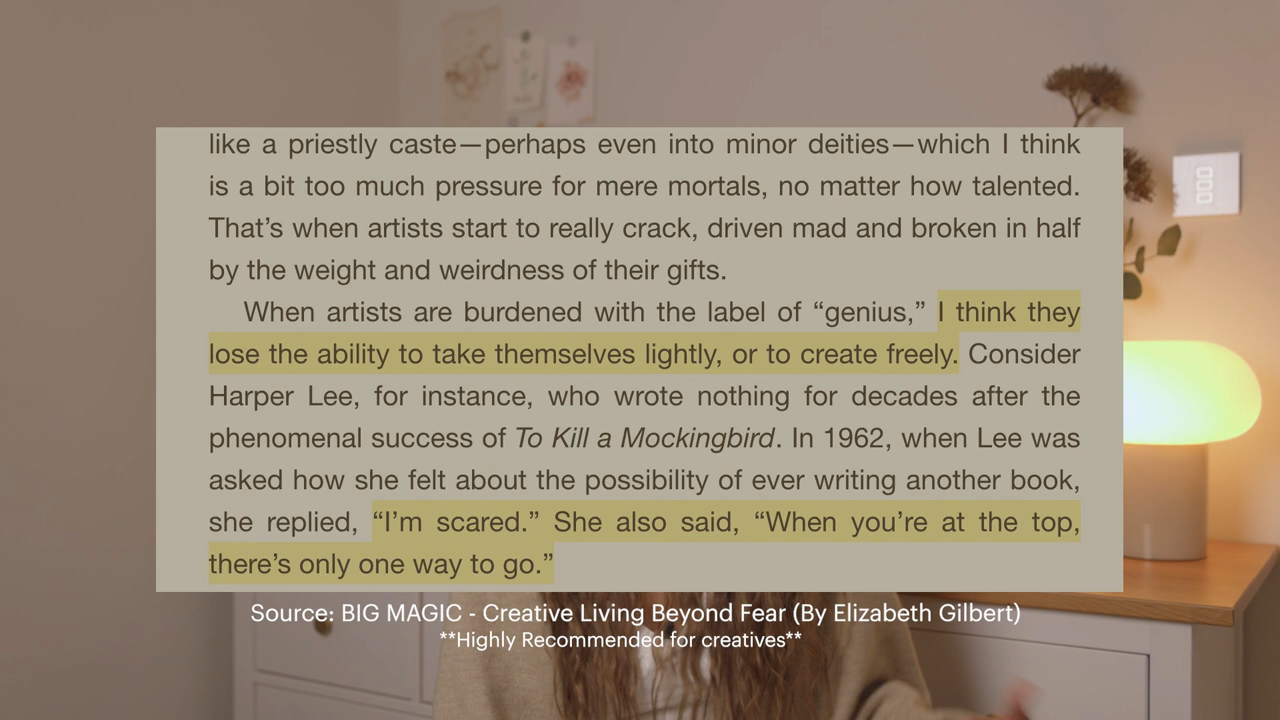 like a priestly caste—perhaps even into minor deities—which I think
is a bit too much pressure for mere mortals, no matter how talented.
That’s when artists start to really crack, driven mad and broken in half
by the weight and weirdness of their gifts.
When artists are burdened with the label of “genius,” I think they
lose the ability to take themselves lightly, or to create freely. Consider
Harper Lee, for instance, who wrote nothing for decades after the
phenomenal success of To Kill a Mockingbird. In 1962, when Lee was
asked how she felt about the possibility of ever writing another book,
she replied, “I’m scared.” She also said, “When you’re at the top,
there’s only one way to go.”
Source: BIG MAGIC - Creative Living Beyond Fear (By Elizabeth Gilbert)
**Highly Recommended for creatives**